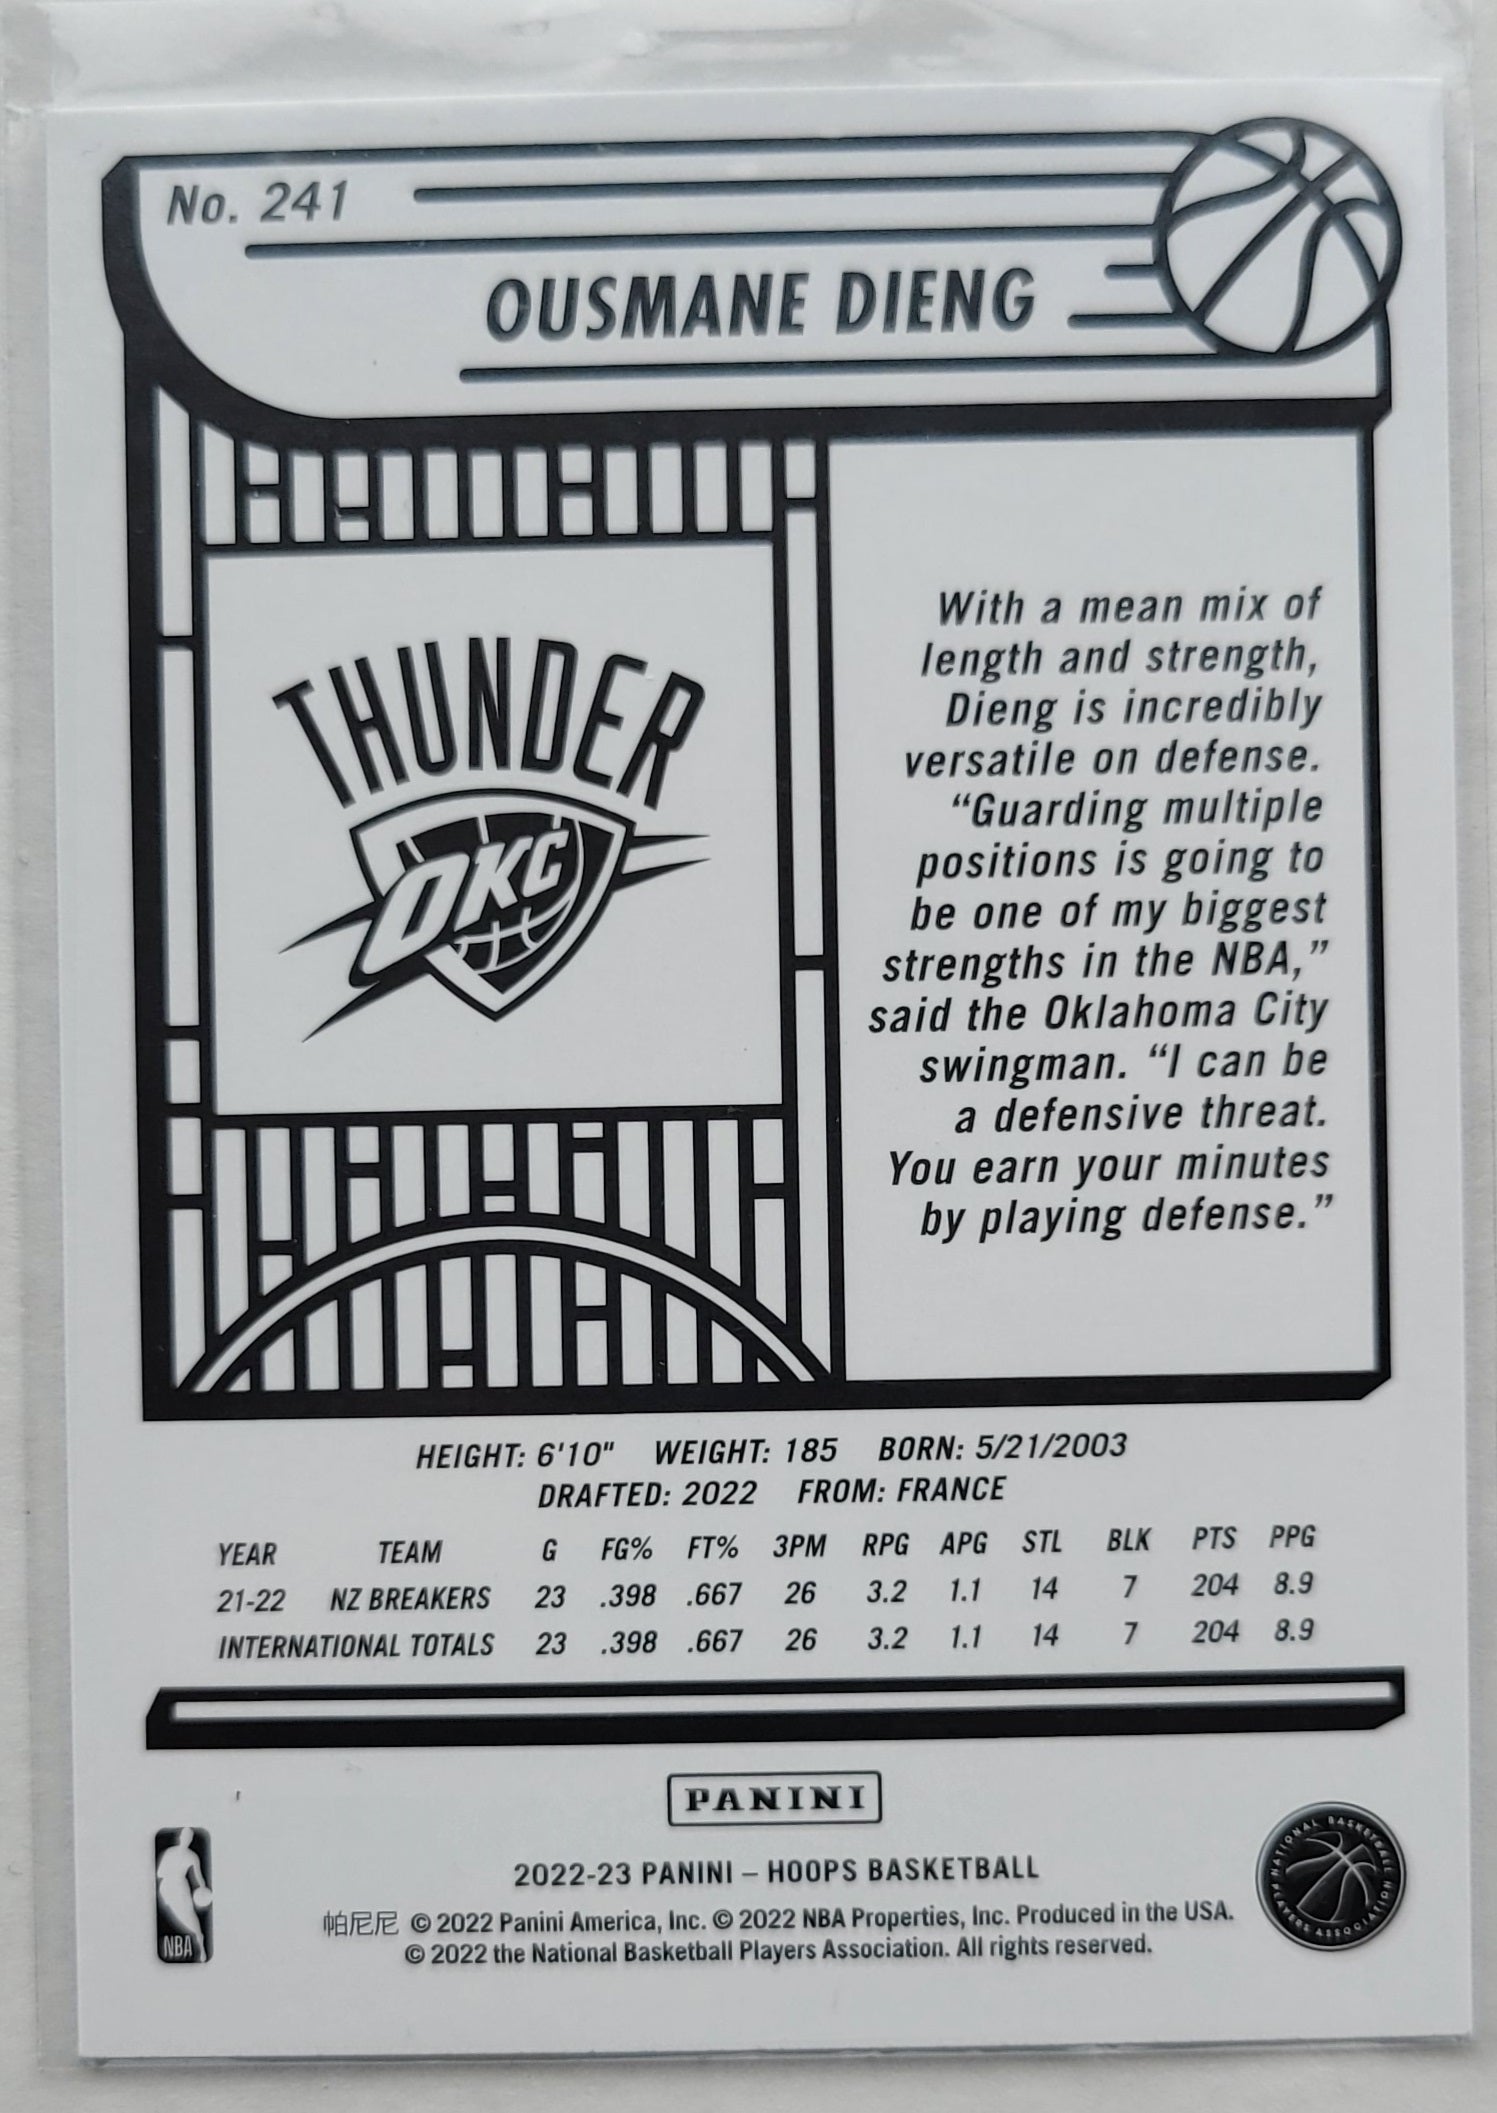 No. 241
OUSMANE DIENG
THUNDER
OKC
With a mean mix of
length and strength,
Dieng is incredibly
versatile on defense.
“Guarding multiple
positions is going to
be one of my biggest
strengths in the NBA,”
said the Oklahoma City
swingman. “I can be
a defensive threat.
You earn your minutes
by playing defense.”
HEIGHT: 6'10" WEIGHT: 185 BORN: 5/21/2003
DRAFTED: 2022 FROM: FRANCE
YEAR TEAM G FG% FT% 3PM RPG APG STL BLK PTS PPG
21-22 NZ BREAKERS 23 .398 .667 26 3.2 1.1 14 7 204 8.9
INTERNATIONAL TOTALS 23 .398 .667 26 3.2 1.1 14 7 204 8.9
PANINI
2022-23 PANINI – HOOPS BASKETBALL
帕尼尼 © 2022 Panini America, Inc. © 2022 NBA Properties, Inc. Produced in the USA.
© 2022 the National Basketball Players Association. All rights reserved.
NBA
NATIONAL BASKETBALL PLAYERS ASSOCIATION